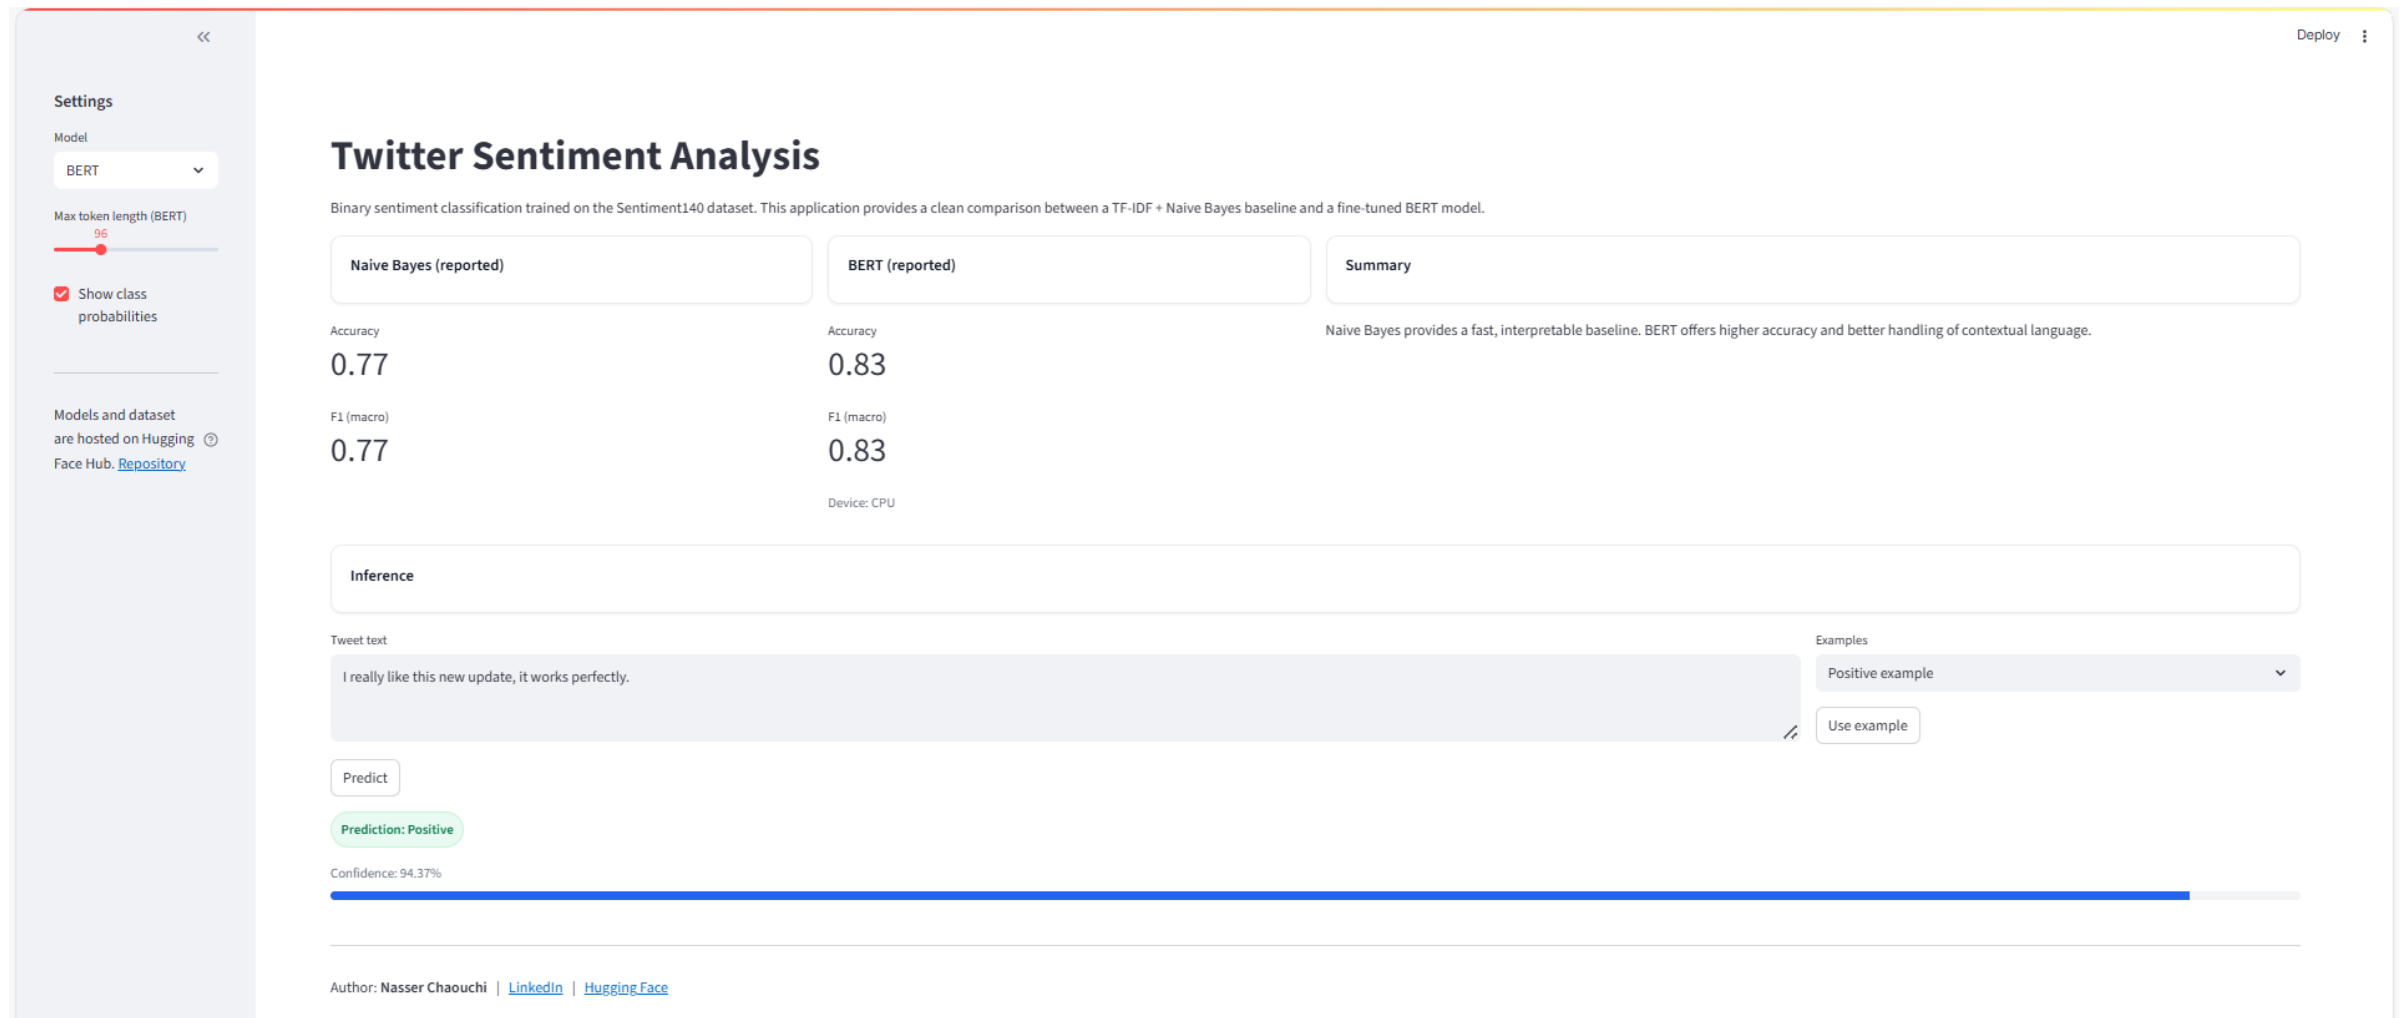 Deploy
Settings
Model
BERT
Max token length (BERT)
96
Show class
probabilities
Models and dataset
are hosted on Hugging
Face Hub. Repository
Twitter Sentiment Analysis
Binary sentiment classification trained on the Sentiment140 dataset. This application provides a clean comparison between a TF-IDF + Naive Bayes baseline and a fine-tuned BERT model.
Naive Bayes (reported)
Accuracy
0.77
F1 (macro)
0.77
BERT (reported)
Accuracy
0.83
F1 (macro)
0.83
Device: CPU
Summary
Naive Bayes provides a fast, interpretable baseline. BERT offers higher accuracy and better handling of contextual language.
Inference
Tweet text
I really like this new update, it works perfectly.
Examples
Positive example
Use example
Predict
Prediction: Positive
Confidence: 94.37%
Author: Nasser Chaouchi | LinkedIn | Hugging Face